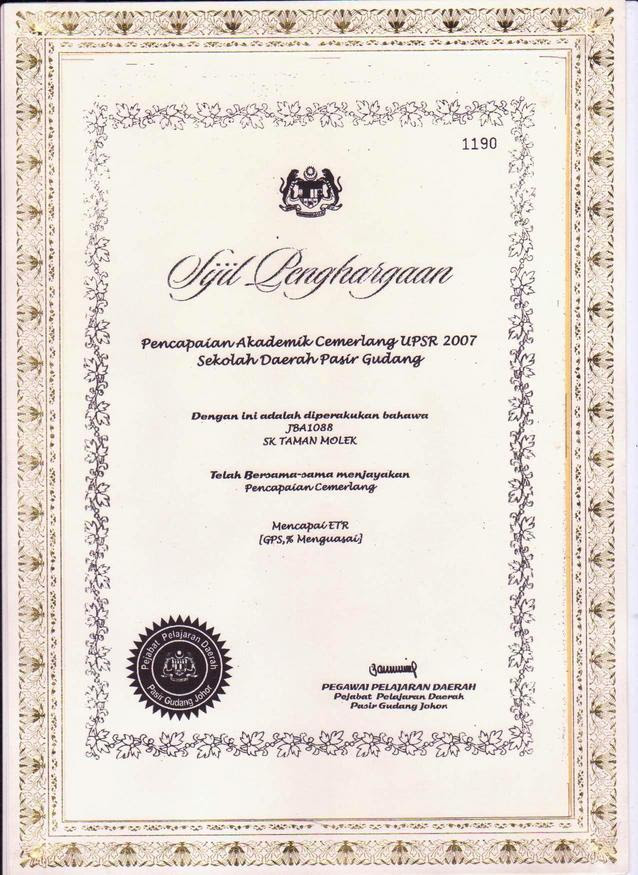 1190
Sijil Penghargaan
Pencapaian Akademik Cemerlang UPSR 2007
Sekolah Daerah Pasir Gudang
Dengan ini adalah diperakukan bahawa
JBA1088
SK TAMAN MOLEK
Telah Bersama-sama menjayakan
Pencapaian Cemerlang
Mencapai ETR
[GPS,% Menguasai]
Pejabat Pelajaran Daerah
Pasir Gudang Johor
PEGAWAI PELAJARAN DAERAH
Pejabat Pelajaran Daerah
Pasir Gudang Johor